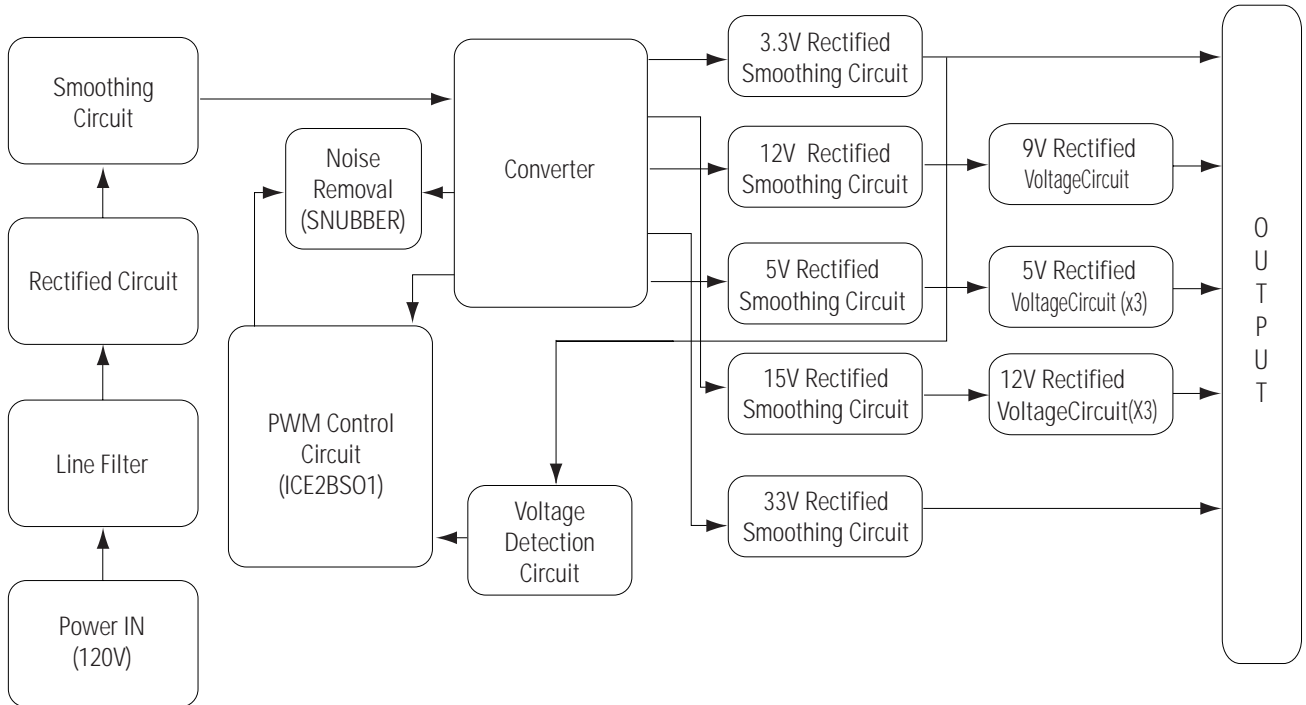 Smoothing
Circuit
Rectified Circuit
Line Filter
Power IN
(120V)
Noise
Removal
(SNUBBER)
PWM Control
Circuit
(ICE2BSO1)
Converter
Voltage
Detection
Circuit
3.3V Rectified
Smoothing Circuit
12V Rectified
Smoothing Circuit
5V Rectified
Smoothing Circuit
15V Rectified
Smoothing Circuit
33V Rectified
Smoothing Circuit
9V Rectified
VoltageCircuit
5V Rectified
VoltageCircuit (x3)
12V Rectified
VoltageCircuit(X3)
OUTPUT